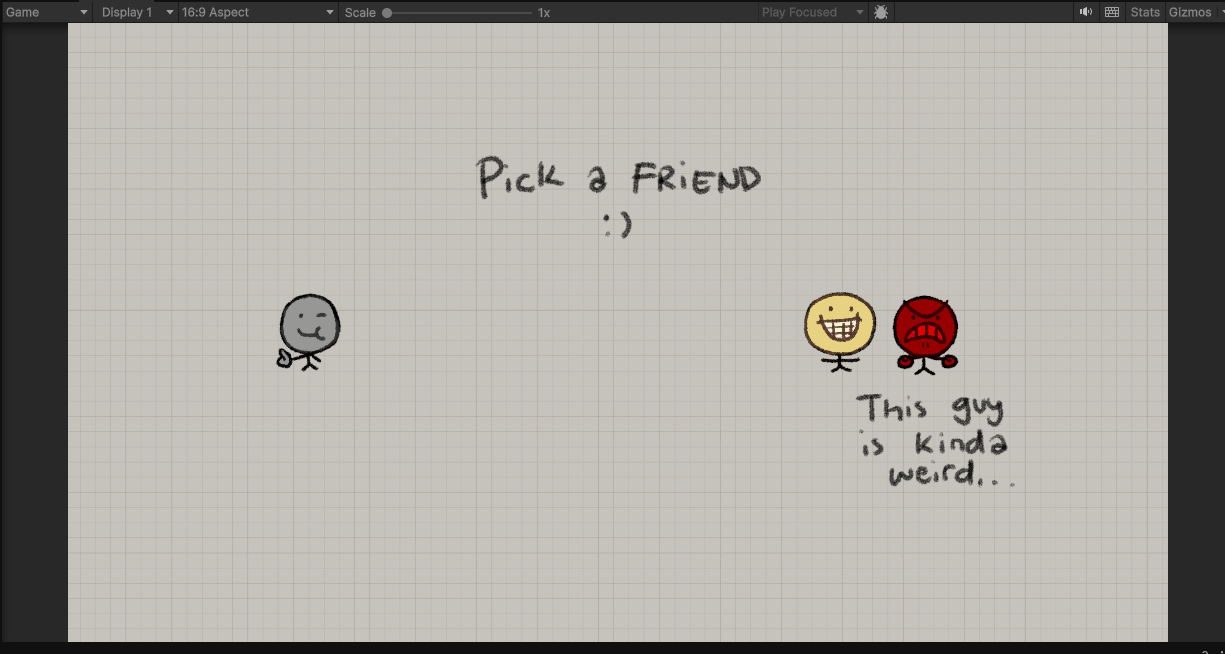 Game Display 1 16:9 Aspect Scale 1x Play Focused Stats Gizmos
Pick a FRiEND
:)
This guy
is kinda
weird...